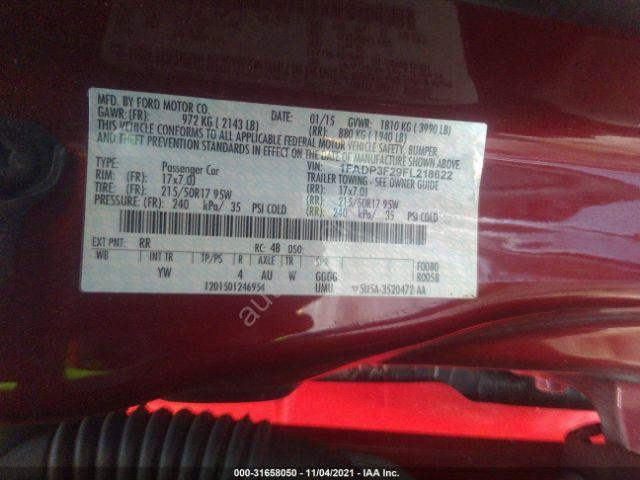 MFD. BY FORD MOTOR CO.
DATE: 01/15 GVWR: 1810 KG ( 3990 LB)
GAWR: (FR): 972 KG ( 2143 LB) (RR): 880 KG ( 1940 LB)
THIS VEHICLE CONFORMS TO ALL APPLICABLE FEDERAL MOTOR VEHICLE SAFETY, BUMPER,
AND THEFT PREVENTION STANDARDS IN EFFECT ON THE DATE OF MANUFACTURE SHOWN ABOVE.
VIN: 1FADP3F29FL218622
TYPE: Passenger Car TRAILER TOWING - SEE OWNER GUIDE
RIM: (FR): 17x7.0J (RR): 17x7.0J
TIRE: (FR): 215/50R17 95W (RR): 215/50R17 95W
PRESSURE: (FR): 240 kPa/ 35 PSI COLD (RR): 240 kPa/ 35 PSI COLD
EXT PNT: RR RC: 48 DSO:
WB INT TR TP/PS R AXLE TR SPR F0080
YW 4 AU W GGGG R0058
1201501246954 UMU 5U5A-3520472-AA
000-31658050 - 11/04/2021 - IAA Inc.